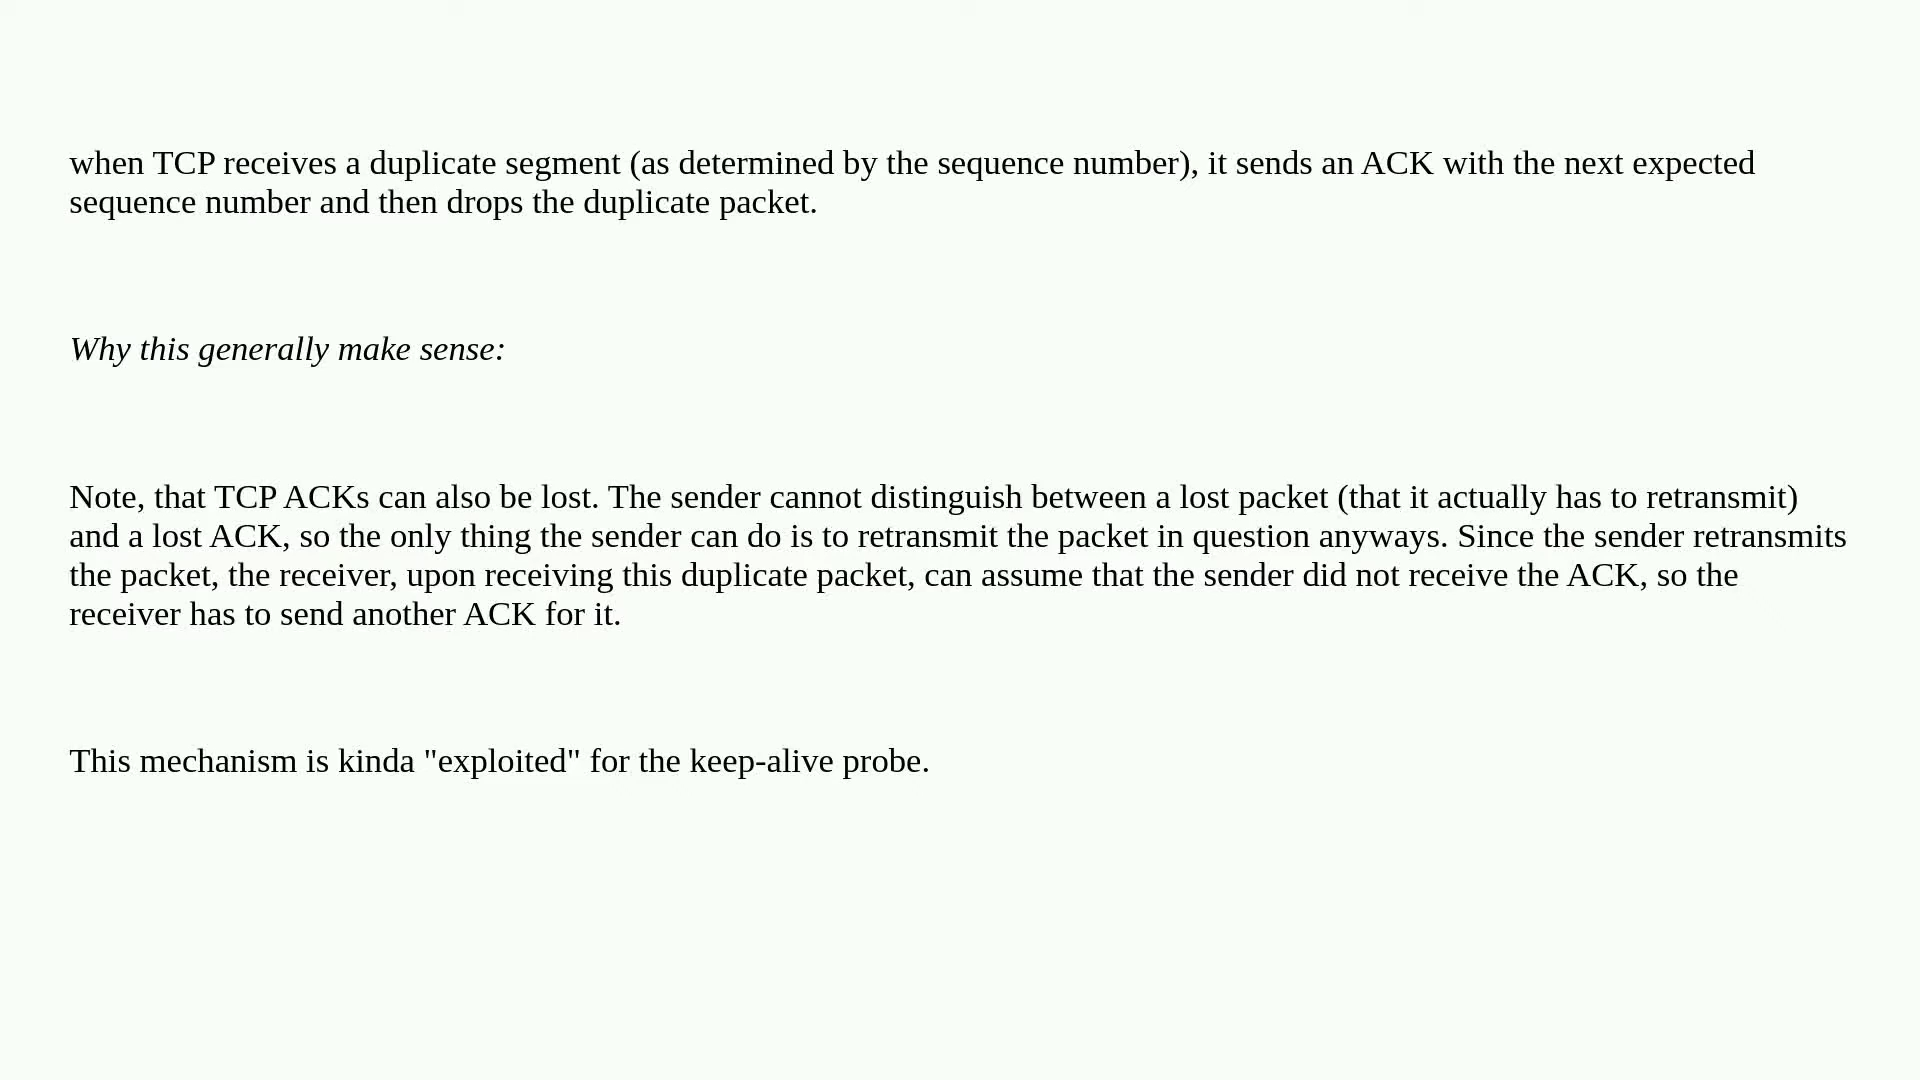 when TCP receives a duplicate segment (as determined by the sequence number), it sends an ACK with the next expected
sequence number and then drops the duplicate packet.
Why this generally make sense:
Note, that TCP ACKs can also be lost. The sender cannot distinguish between a lost packet (that it actually has to retransmit)
and a lost ACK, so the only thing the sender can do is to retransmit the packet in question anyways. Since the sender retransmits
the packet, the receiver, upon receiving this duplicate packet, can assume that the sender did not receive the ACK, so the
receiver has to send another ACK for it.
This mechanism is kinda "exploited" for the keep-alive probe.